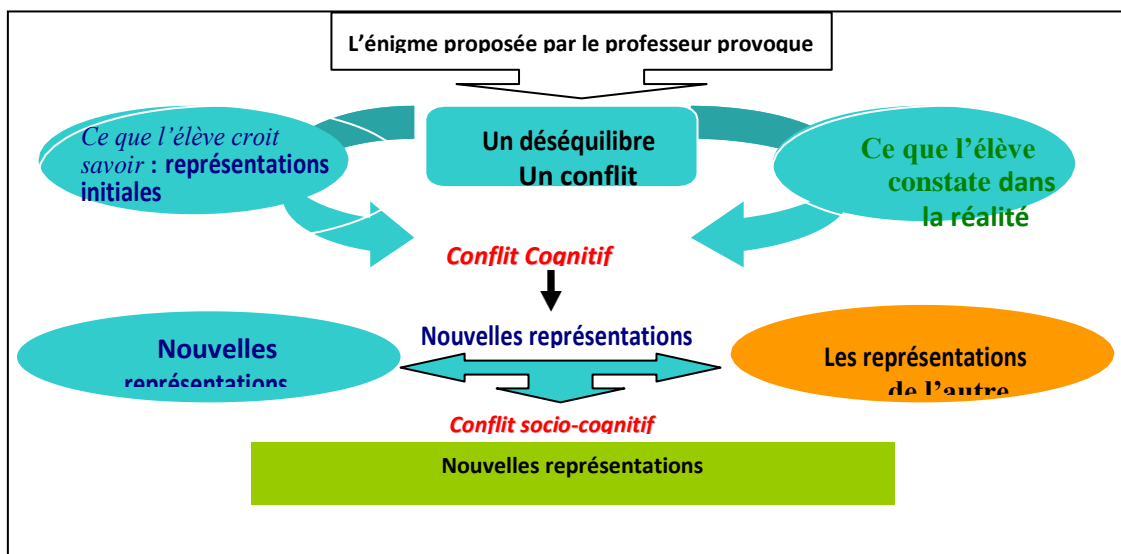 L'énigme proposée par le professeur provoque
Ce que l'élève croit
savoir : représentations
initiales
Un déséquilibre
Un conflit
Ce que l'élève
constate dans
la réalité
Conflit Cognitif
Nouvelles représentations
Nouvelles
représentations
Les représentations
de l'autre
Conflit socio-cognitif
Nouvelles représentations